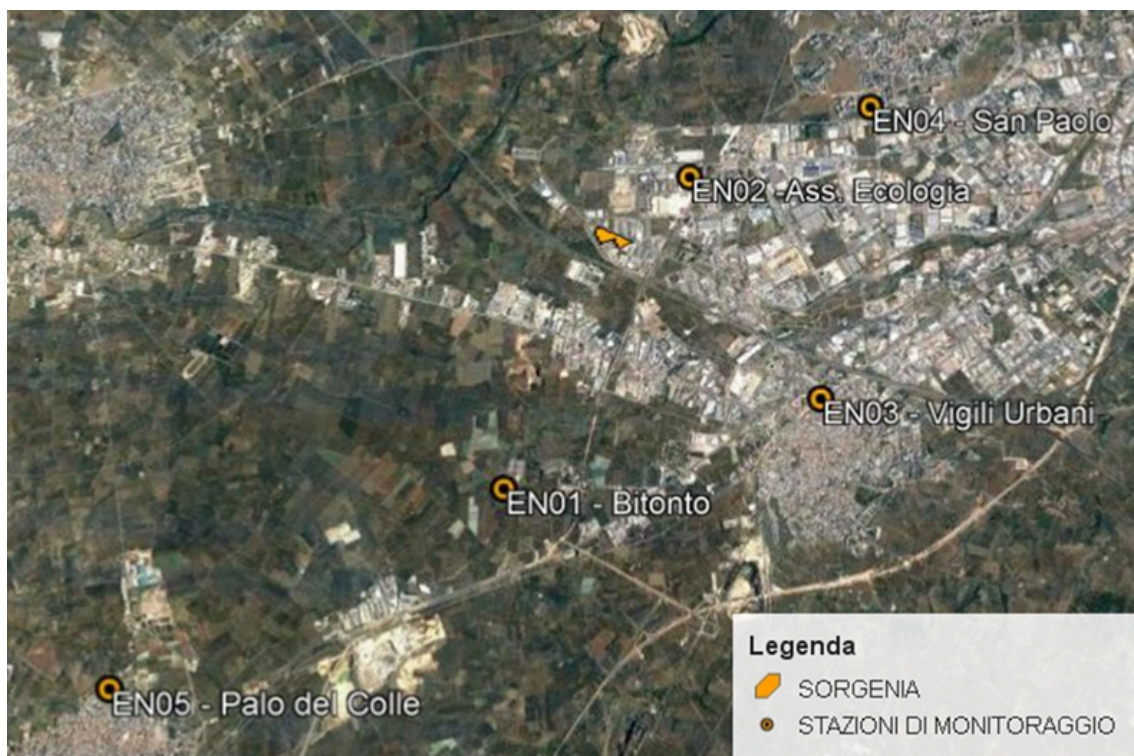 EN04 - San Paolo
EN02 -Ass. Ecologia
EN03 - Vigili Urbani
EN01 - Bitonto
EN05 - Palo del Colle
Legenda
SORGENIA
STAZIONI DI MONITORAGGIO